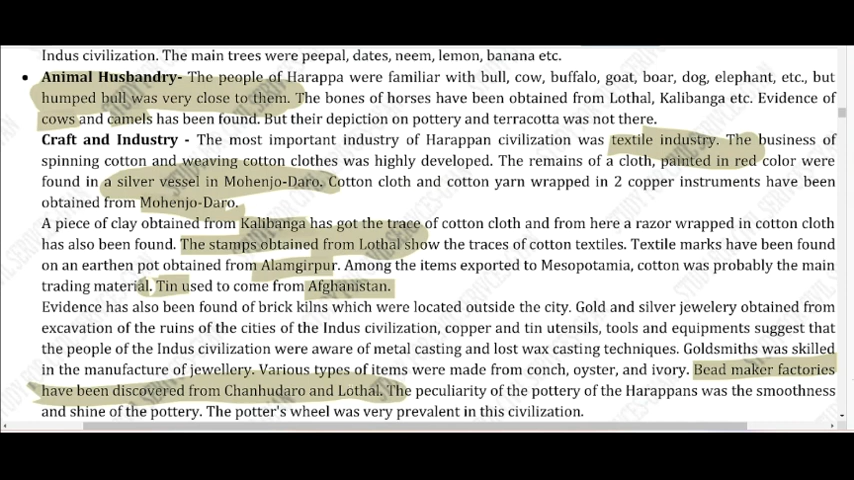 Indus civilization. The main trees were peepal, dates, neem, lemon, banana etc.
• Animal Husbandry- The people of Harappa were familiar with bull, cow, buffalo, goat, boar, dog, elephant, etc., but
humped bull was very close to them. The bones of horses have been obtained from Lothal, Kalibanga etc. Evidence of
cows and camels has been found. But their depiction on pottery and terracotta was not there.
Craft and Industry - The most important industry of Harappan civilization was textile industry. The business of
spinning cotton and weaving cotton clothes was highly developed. The remains of a cloth, painted in red color were
found in a silver vessel in Mohenjo-Daro. Cotton cloth and cotton yarn wrapped in 2 copper instruments have been
obtained from Mohenjo-Daro.
A piece of clay obtained from Kalibanga has got the trace of cotton cloth and from here a razor wrapped in cotton cloth
has also been found. The stamps obtained from Lothal show the traces of cotton textiles. Textile marks have been found
on an earthen pot obtained from Alamgirpur. Among the items exported to Mesopotamia, cotton was probably the main
trading material. Tin used to come from Afghanistan.
Evidence has also been found of brick kilns which were located outside the city. Gold and silver jewelery obtained from
excavation of the ruins of the cities of the Indus civilization, copper and tin utensils, tools and equipments suggest that
the people of the Indus civilization were aware of metal casting and lost wax casting techniques. Goldsmiths was skilled
in the manufacture of jewellery. Various types of items were made from conch, oyster, and ivory. Bead maker factories
have been discovered from Chanhudaro and Lothal. The peculiarity of the pottery of the Harappans was the smoothness
and shine of the pottery. The potter's wheel was very prevalent in this civilization.